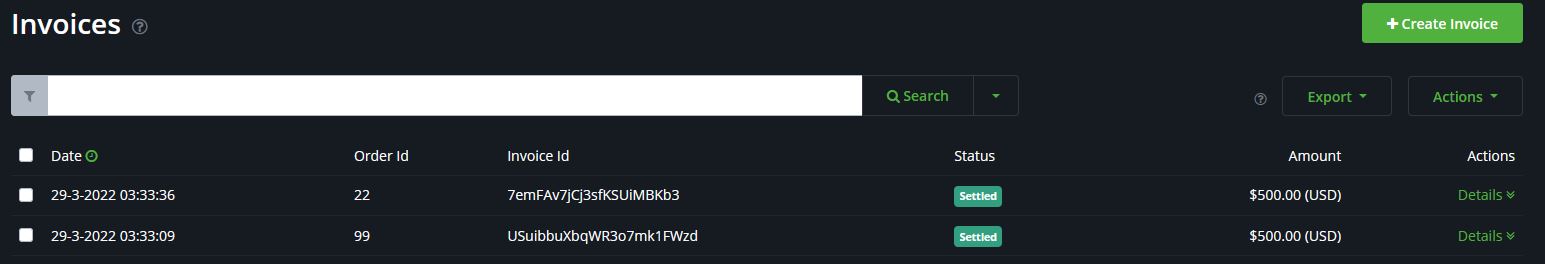 Invoices
+ Create Invoice
Search
Export
Actions
Date Order Id Invoice Id Status Amount Actions
29-3-2022 03:33:36 22 7emFAv7jCj3sfKSUiMBKb3 Settled $500.00 (USD) Details
29-3-2022 03:33:09 99 USuibbuXbqWR3o7mk1FWzd Settled $500.00 (USD) Details